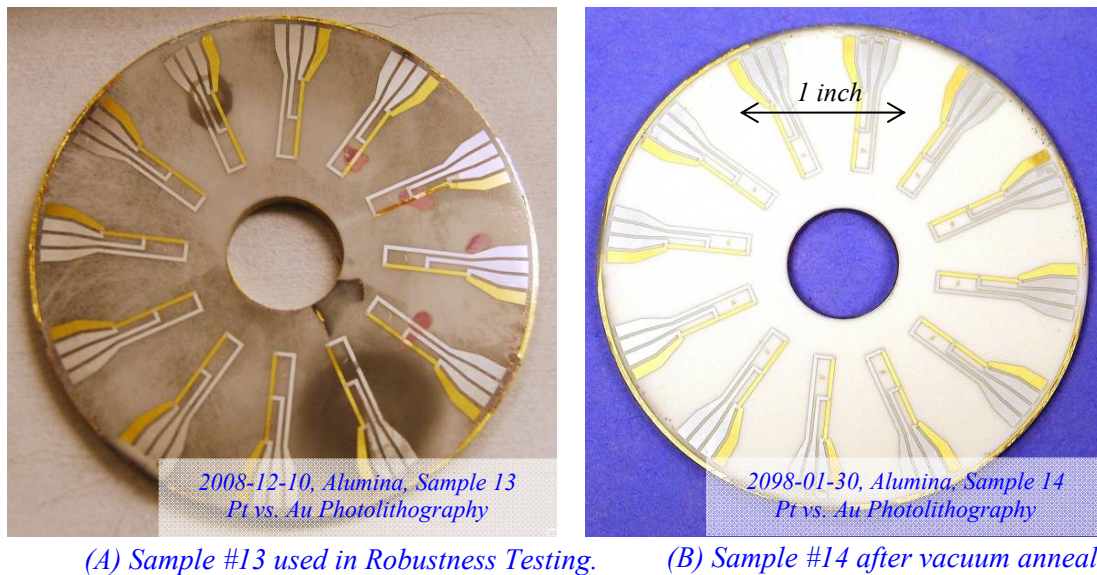 1 inch
2008-12-10, Alumina, Sample 13
Pt vs. Au Photolithography
2098-01-30, Alumina, Sample 14
Pt vs. Au Photolithography
(A) Sample #13 used in Robustness Testing.
(B) Sample #14 after vacuum anneal